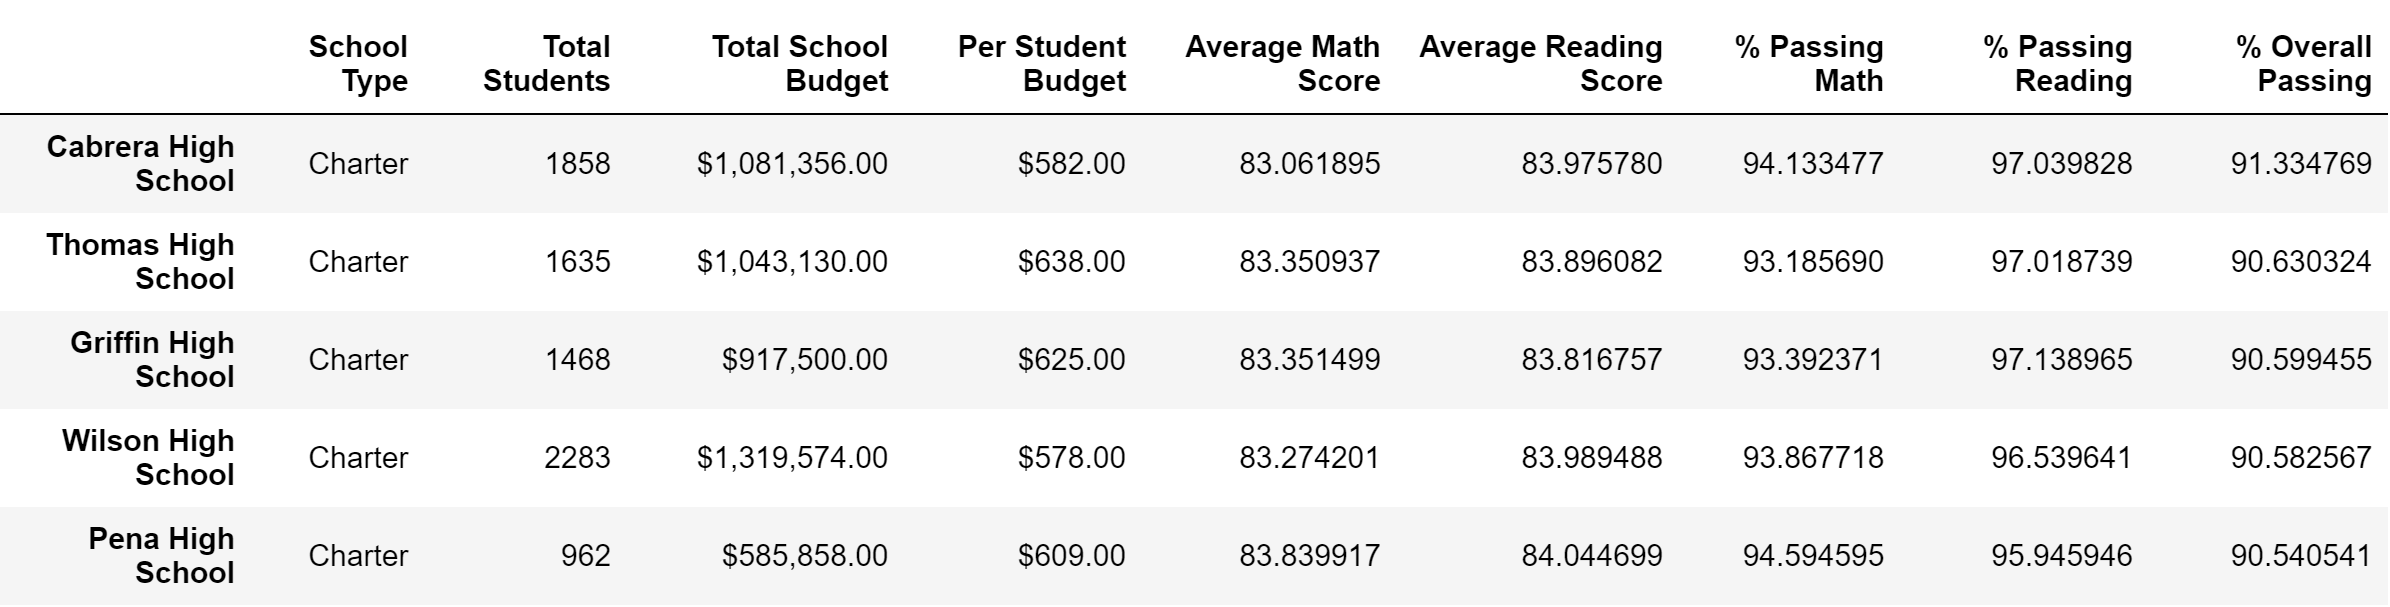 School Type Total Students Total School Budget Per Student Budget Average Math Score Average Reading Score % Passing Math % Passing Reading % Overall Passing
Cabrera High School Charter 1858 $1,081,356.00 $582.00 83.061895 83.975780 94.133477 97.039828 91.334769
Thomas High School Charter 1635 $1,043,130.00 $638.00 83.350937 83.896082 93.185690 97.018739 90.630324
Griffin High School Charter 1468 $917,500.00 $625.00 83.351499 83.816757 93.392371 97.138965 90.599455
Wilson High School Charter 2283 $1,319,574.00 $578.00 83.274201 83.989488 93.867718 96.539641 90.582567
Pena High School Charter 962 $585,858.00 $609.00 83.839917 84.044699 94.594595 95.945946 90.540541